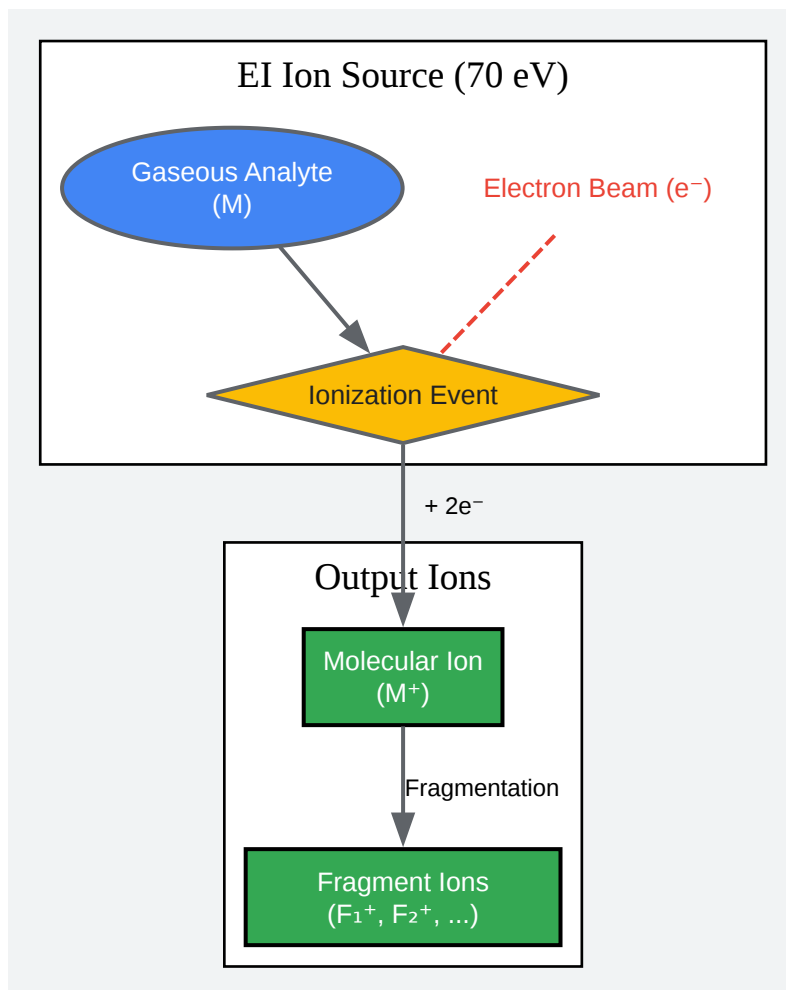 EI Ion Source (70 eV)
Gaseous Analyte
(M)
Electron Beam (e⁻)
Ionization Event
+ 2e⁻
Output Ions
Molecular Ion
(M⁺)
Fragmentation
Fragment Ions
(F₁⁺, F₂⁺, ...)